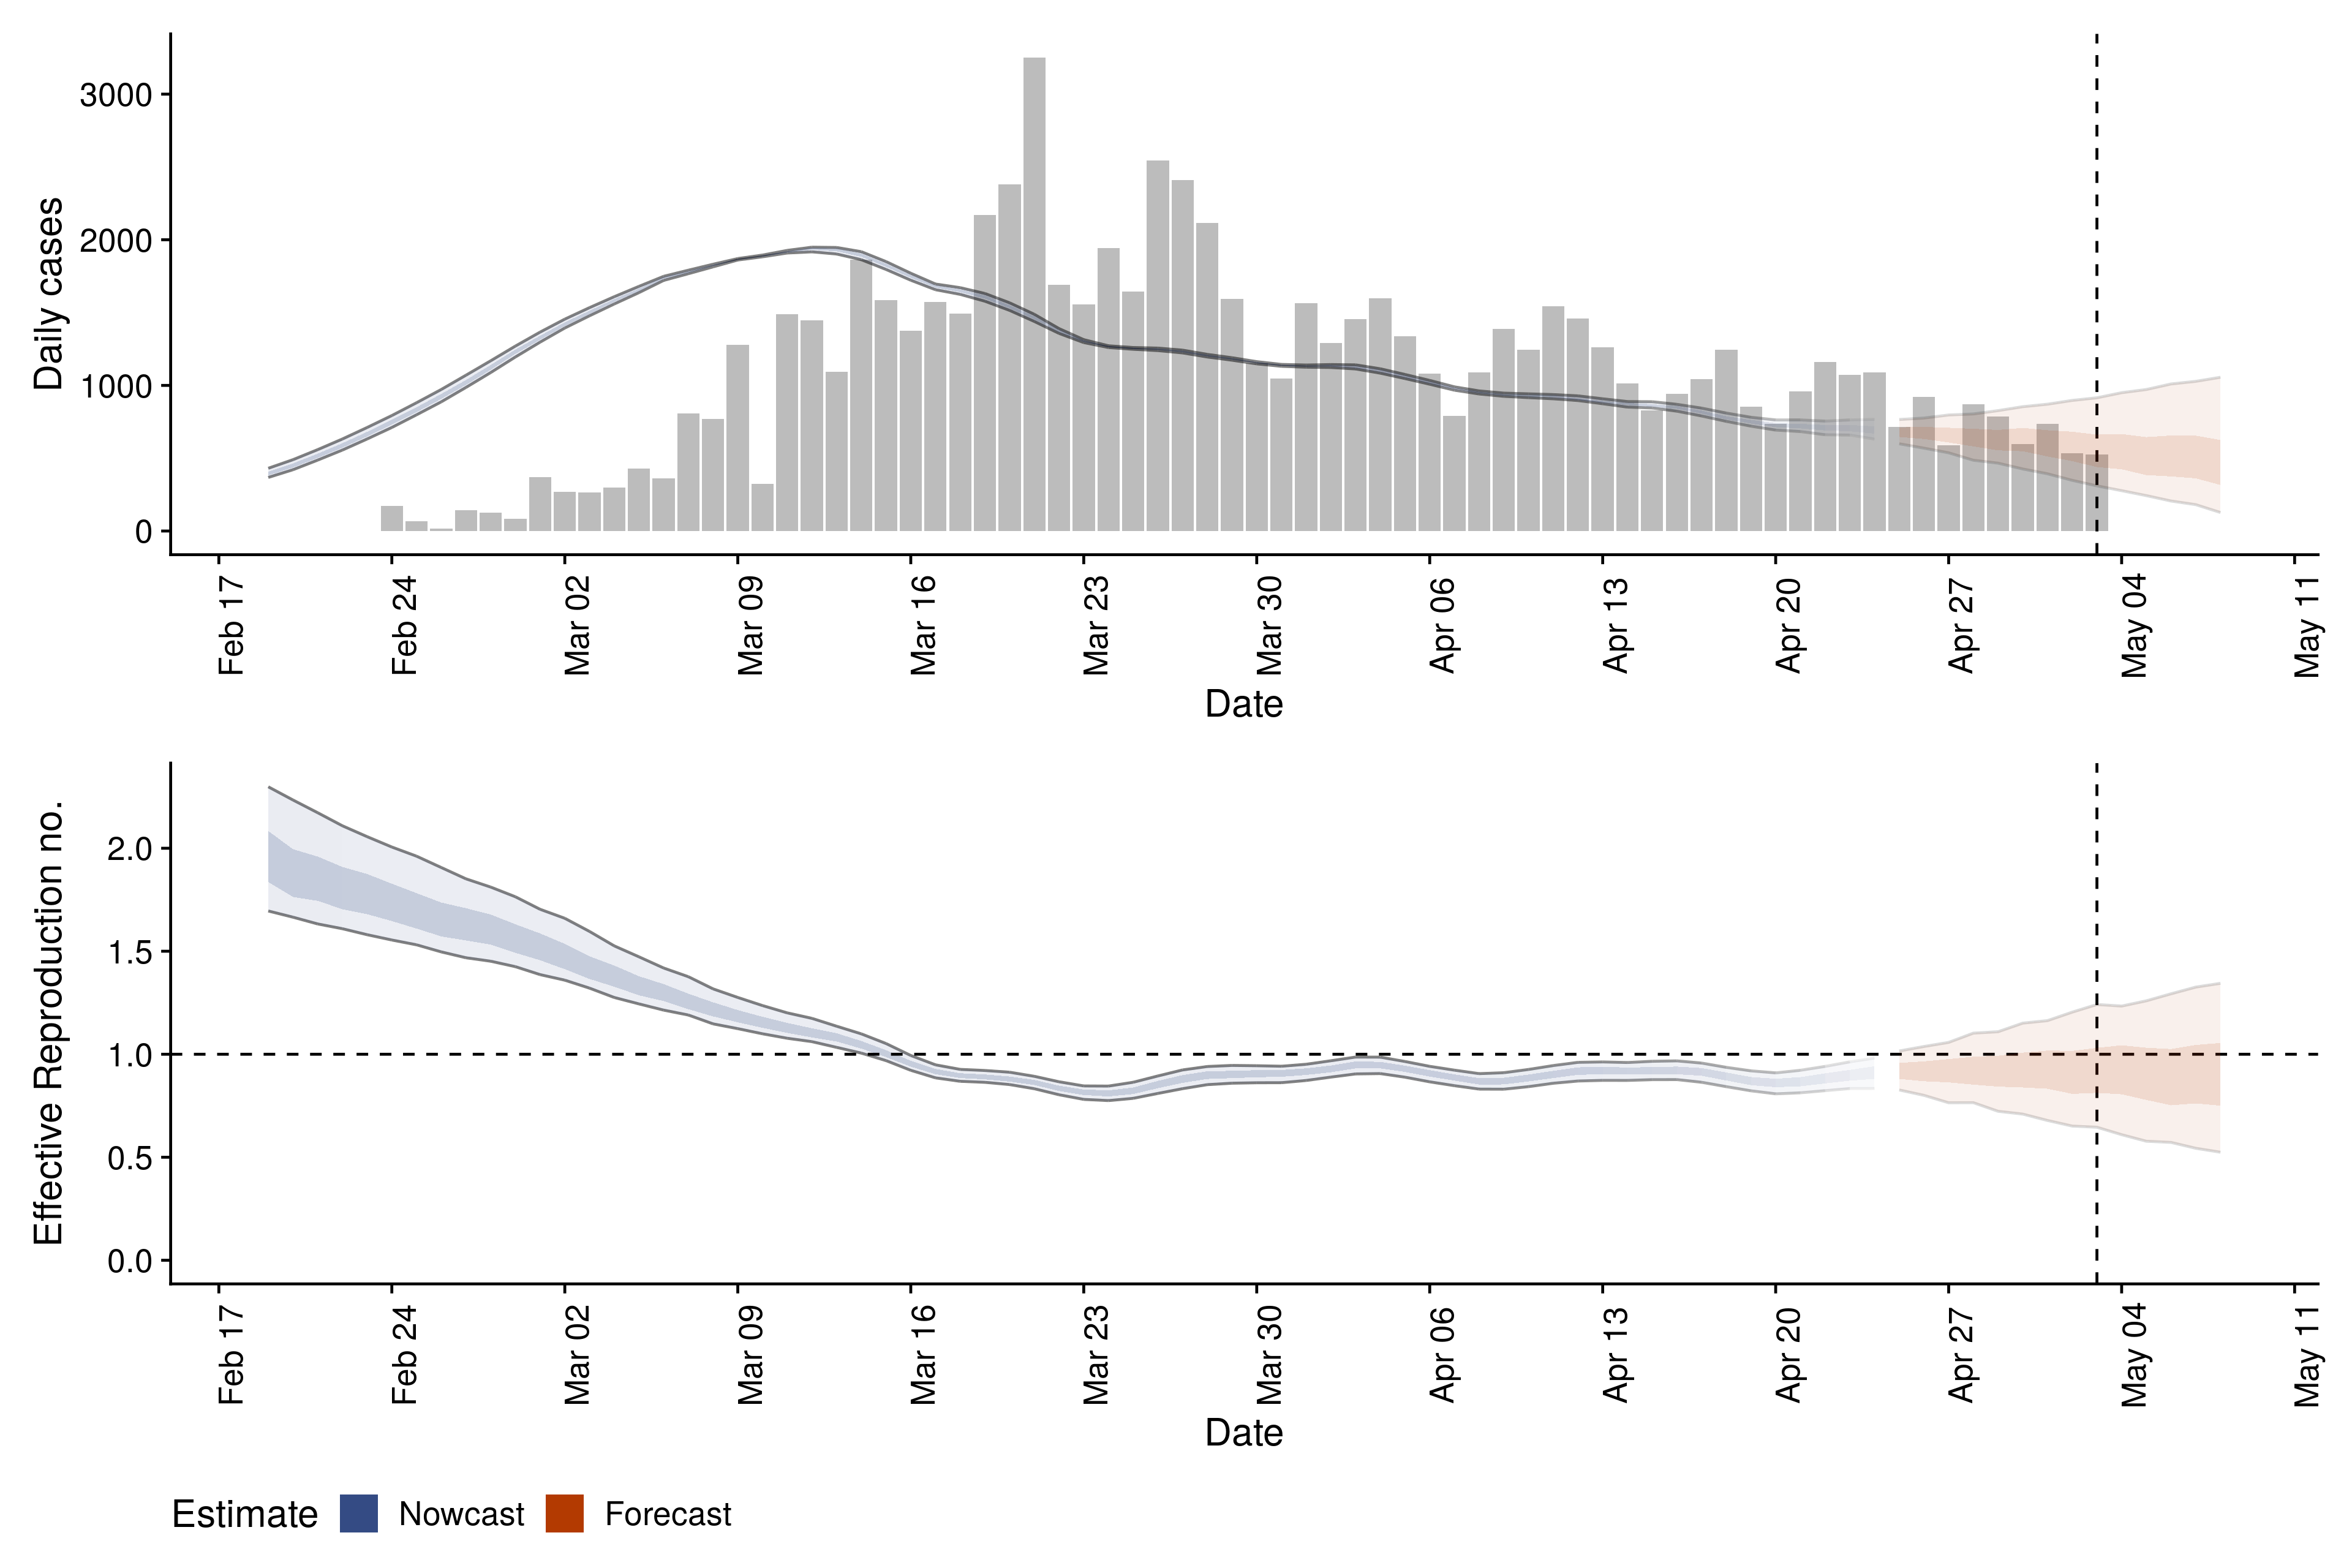 Daily cases
3000
2000
1000
0
Feb 17
Feb 24
Mar 02
Mar 09
Mar 16
Mar 23
Mar 30
Apr 06
Apr 13
Apr 20
Apr 27
May 04
May 11
Date
Effective Reproduction no.
2.0
1.5
1.0
0.5
0.0
Feb 17
Feb 24
Mar 02
Mar 09
Mar 16
Mar 23
Mar 30
Apr 06
Apr 13
Apr 20
Apr 27
May 04
May 11
Date
Estimate Nowcast Forecast